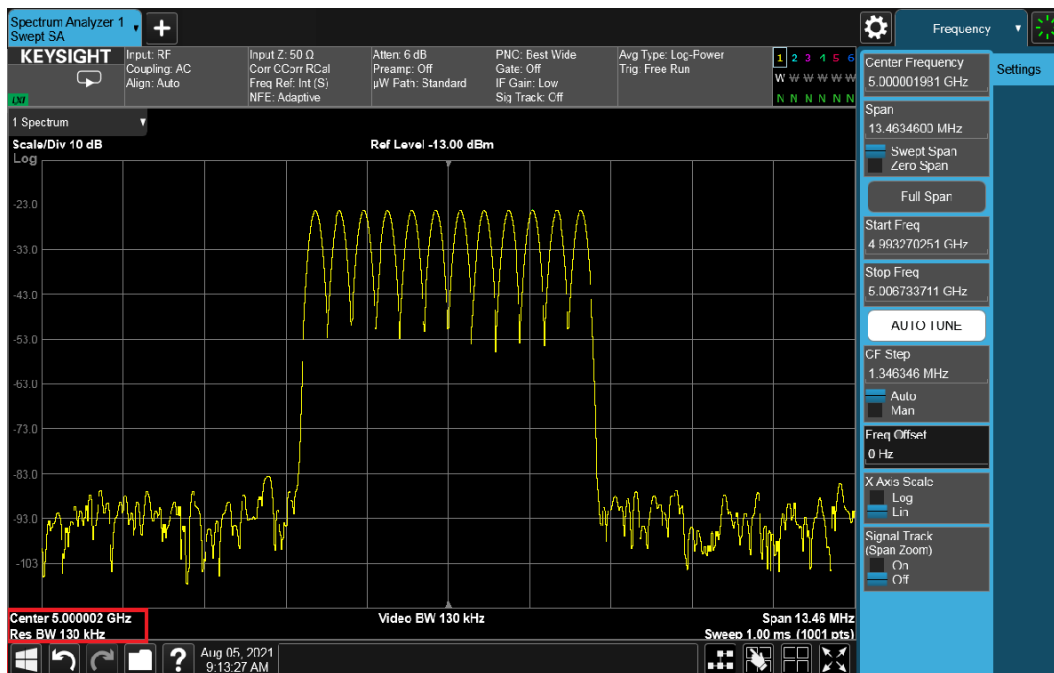 Spectrum Analyzer 1
Swept SA
Frequency
KEYSIGHT
LXI
Input: RF
Coupling: AC
Align: Auto
Input Z: 50 Ω
Corr CCorr RCal
Freq Ref: Int (S)
NFE: Adaptive
Atten: 6 dB
Preamp: Off
µW Path: Standard
PNC: Best Wide
Gate: Off
IF Gain: Low
Sig Track: Off
Avg Type: Log-Power
Trig: Free Run
1 2 3 4 5 6
W W W W W W
N N N N N N
1 Spectrum
Scale/Div 10 dB
Ref Level -13.00 dBm
Log
-23.0
-33.0
-43.0
-53.0
-63.0
-73.0
-83.0
-93.0
-103
Center 5.000002 GHz
Res BW 130 kHz
Video BW 130 kHz
Span 13.46 MHz
Sweep 1.00 ms (1001 pts)
Aug 05, 2021
9:13:27 AM
?
Center Frequency
5.000001981 GHz
Span
13.4634600 MHz
Swept Span
Zero Span
Full Span
Start Freq
4.993270251 GHz
Stop Freq
5.006733711 GHz
AUTO TUNE
CF Step
1.346346 MHz
Auto
Man
Freq Offset
0 Hz
X Axis Scale
Log
Lin
Signal Track
(Span Zoom)
On
Off
Settings